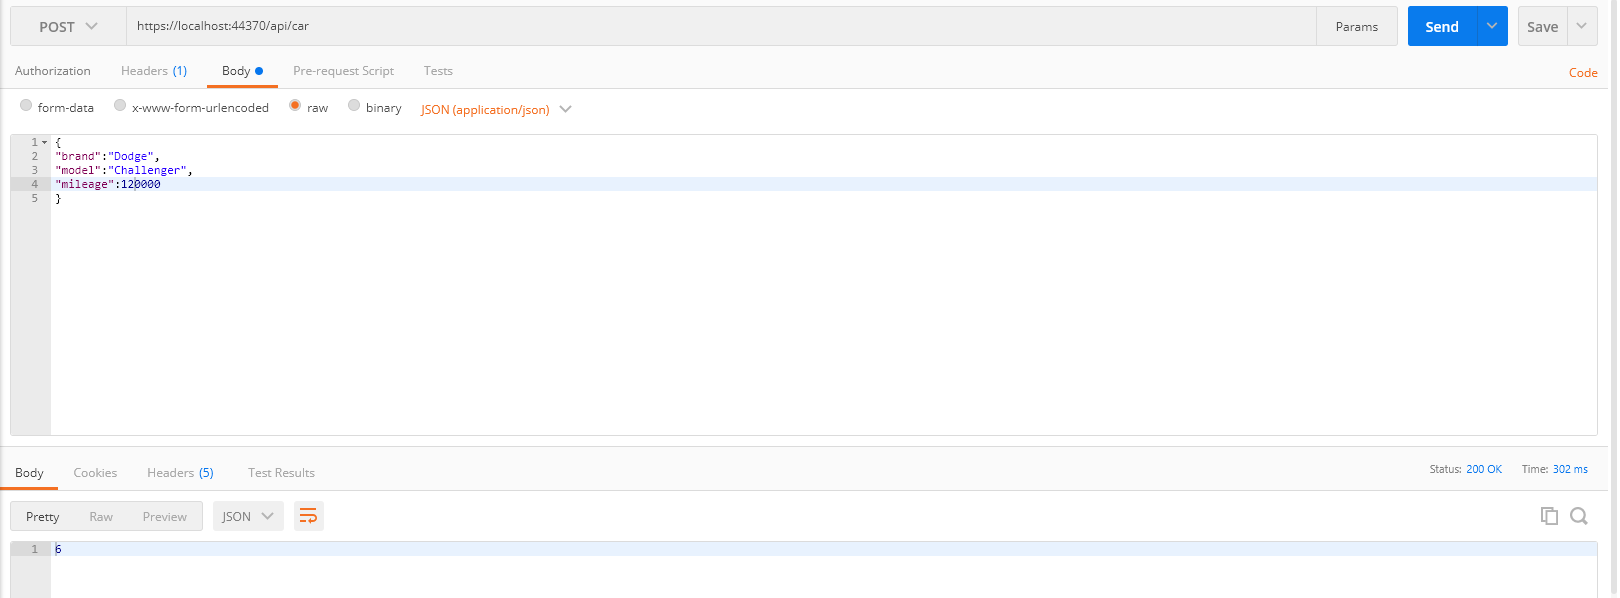 POST https://localhost:44370/api/car Params Send Save
Authorization Headers (1) Body Pre-request Script Tests Code
form-data x-www-form-urlencoded raw binary JSON (application/json)
1 {
2 "brand":"Dodge",
3 "model":"Challenger",
4 "mileage":120000
5 }
Body Cookies Headers (5) Test Results Status: 200 OK Time: 302 ms
Pretty Raw Preview JSON
1 6